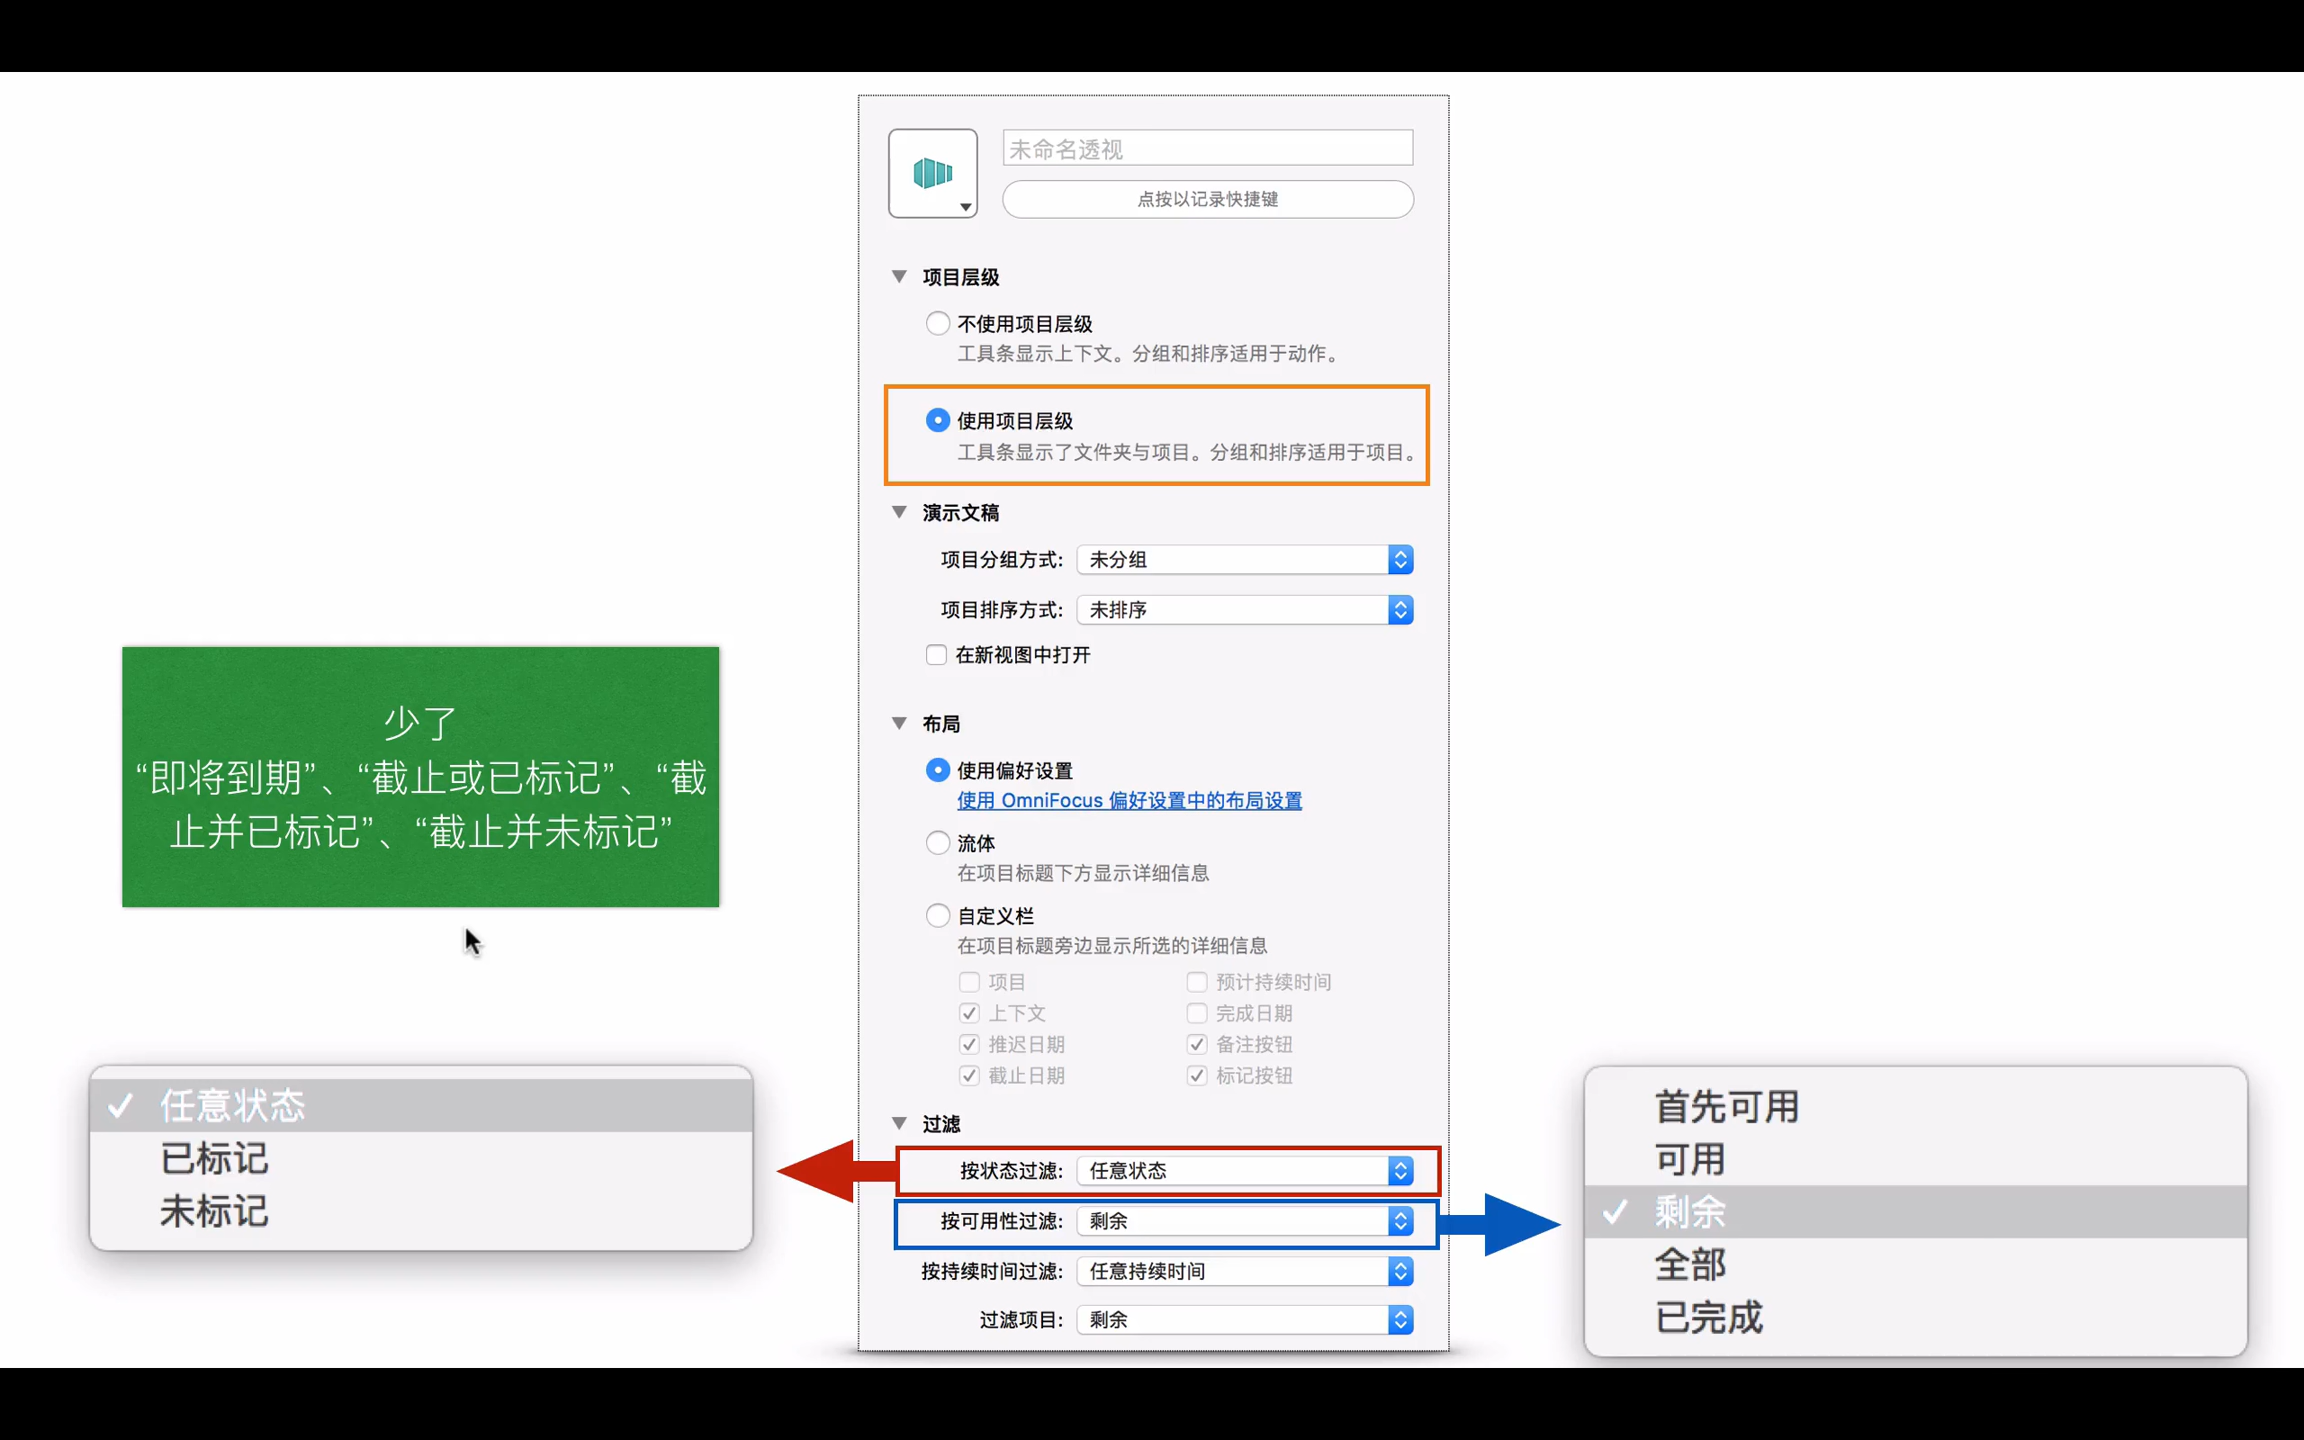 未命名透视
点按以记录快捷键
项目层级
不使用项目层级
工具条显示上下文。分组和排序适用于动作。
使用项目层级
工具条显示了文件夹与项目。分组和排序适用于项目。
演示文稿
项目分组方式: 未分组
项目排序方式: 未排序
在新视图中打开
布局
使用偏好设置
使用 OmniFocus 偏好设置中的布局设置
流体
在项目标题下方显示详细信息
自定义栏
在项目标题旁边显示所选的详细信息
项目 预计持续时间
上下文 完成日期
推迟日期 备注按钮
截止日期 标记按钮
过滤
按状态过滤: 任意状态
按可用性过滤: 剩余
按持续时间过滤: 任意持续时间
过滤项目: 剩余
少了
“即将到期”、“截止或已标记”、“截
止并已标记”、“截止并未标记”
任意状态
已标记
未标记
首先可用
可用
剩余
全部
已完成